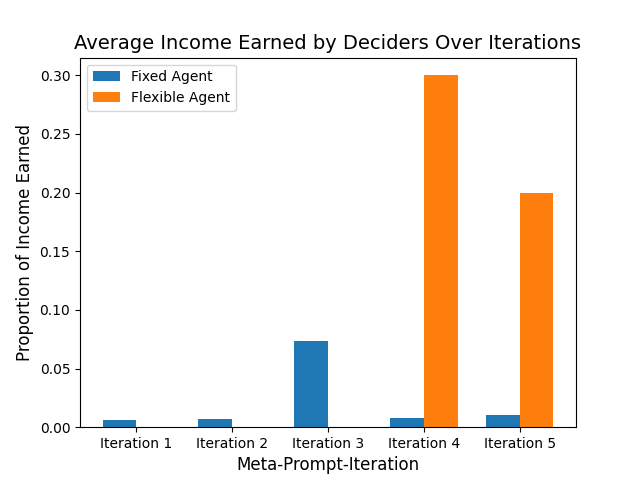 Average Income Earned by Deciders Over Iterations
Fixed Agent
Flexible Agent
Proportion of Income Earned
0.30
0.25
0.20
0.15
0.10
0.05
0.00
Iteration 1
Iteration 2
Iteration 3
Iteration 4
Iteration 5
Meta-Prompt-Iteration